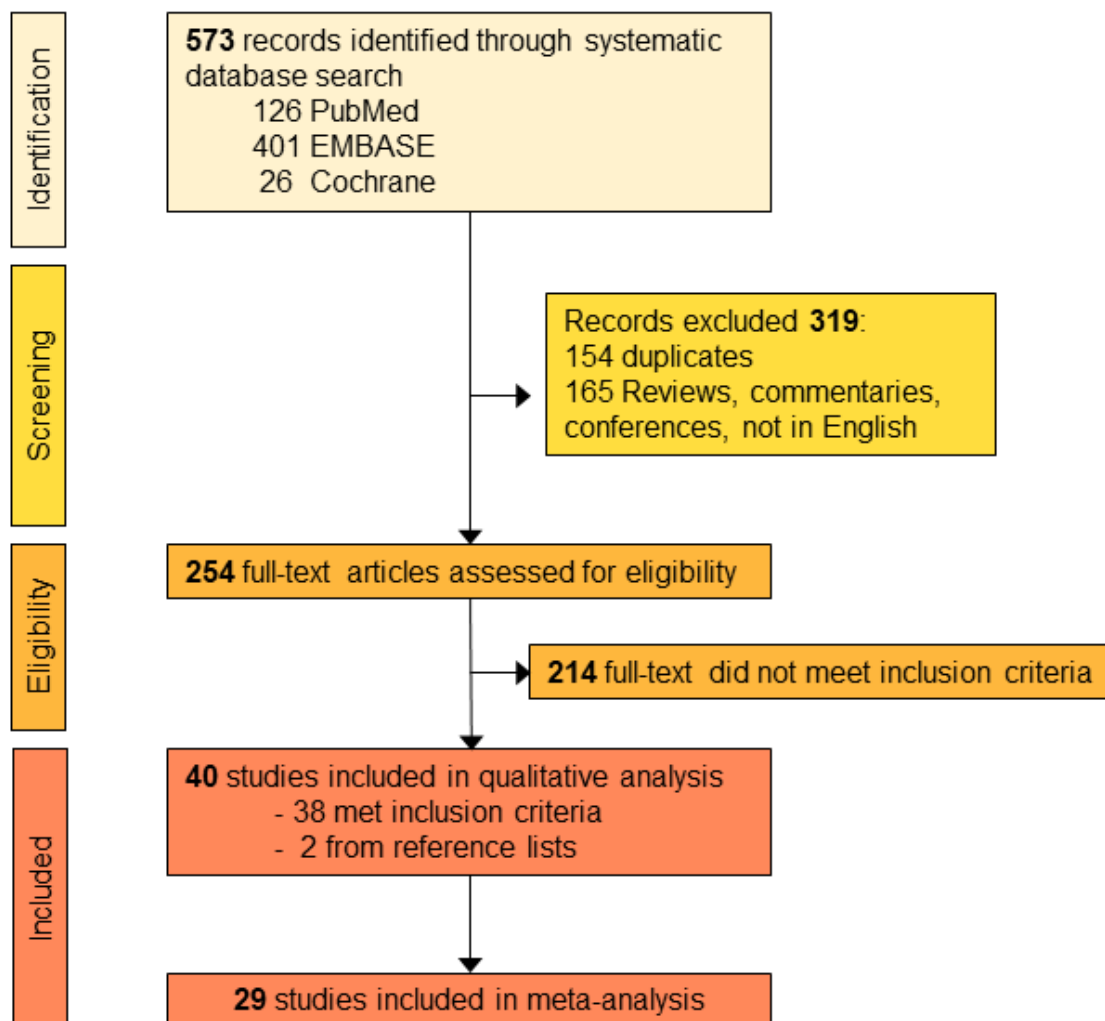 Identification
573 records identified through systematic
database search
126 PubMed
401 EMBASE
26 Cochrane
Screening
Records excluded 319:
154 duplicates
165 Reviews, commentaries,
conferences, not in English
Eligibility
254 full-text articles assessed for eligibility
214 full-text did not meet inclusion criteria
Included
40 studies included in qualitative analysis
- 38 met inclusion criteria
- 2 from reference lists
29 studies included in meta-analysis